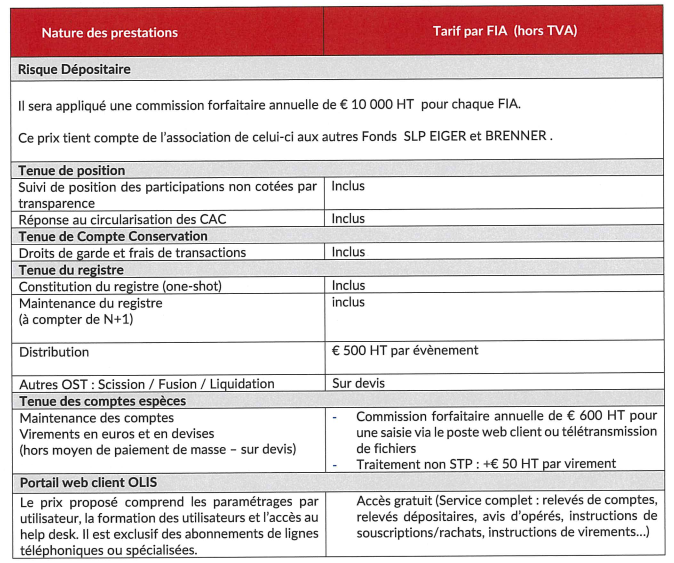 Nature des prestations
Tarif par FIA (hors TVA)
Risque Dépositaire
Il sera appliqué une commission forfaitaire annuelle de € 10 000 HT pour chaque FIA.
Ce prix tient compte de l'association de celui-ci aux autres Fonds SLP EIGER et BRENNER .
Tenue de position
Suivi de position des participations non cotées par
transparence
Inclus
Réponse au circularisation des CAC
Inclus
Tenue de Compte Conservation
Droits de garde et frais de transactions
Inclus
Tenue du registre
Constitution du registre (one-shot)
Inclus
Maintenance du registre
(à compter de N+1)
inclus
Distribution
€ 500 HT par évènement
Autres OST : Scission / Fusion / Liquidation
Sur devis
Tenue des comptes espèces
Maintenance des comptes
Virements en euros et en devises
(hors moyen de paiement de masse – sur devis)
- Commission forfaitaire annuelle de € 600 HT pour
une saisie via le poste web client ou télétransmission
de fichiers
- Traitement non STP : +€ 50 HT par virement
Portail web client OLIS
Le prix proposé comprend les paramétrages par
utilisateur, la formation des utilisateurs et l'accès au
help desk. Il est exclusif des abonnements de lignes
téléphoniques ou spécialisées.
Accès gratuit (Service complet : relevés de comptes,
relevés dépositaires, avis d'opérés, instructions de
souscriptions/rachats, instructions de virements...)